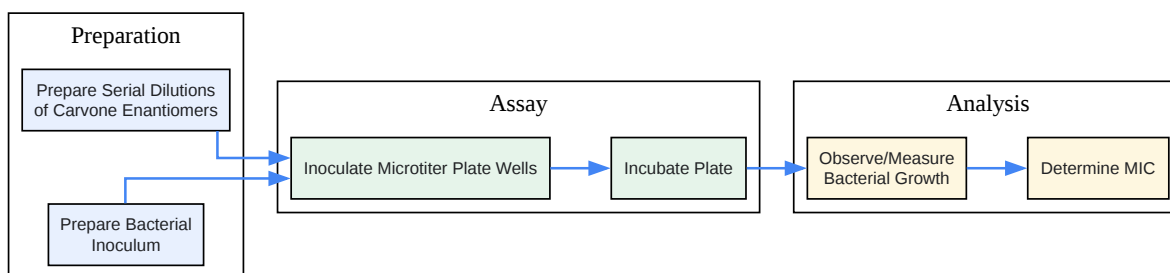 Preparation
Prepare Serial Dilutions
of Carvone Enantiomers
Prepare Bacterial
Inoculum
Assay
Inoculate Microtiter Plate Wells
Incubate Plate
Analysis
Observe/Measure
Bacterial Growth
Determine MIC